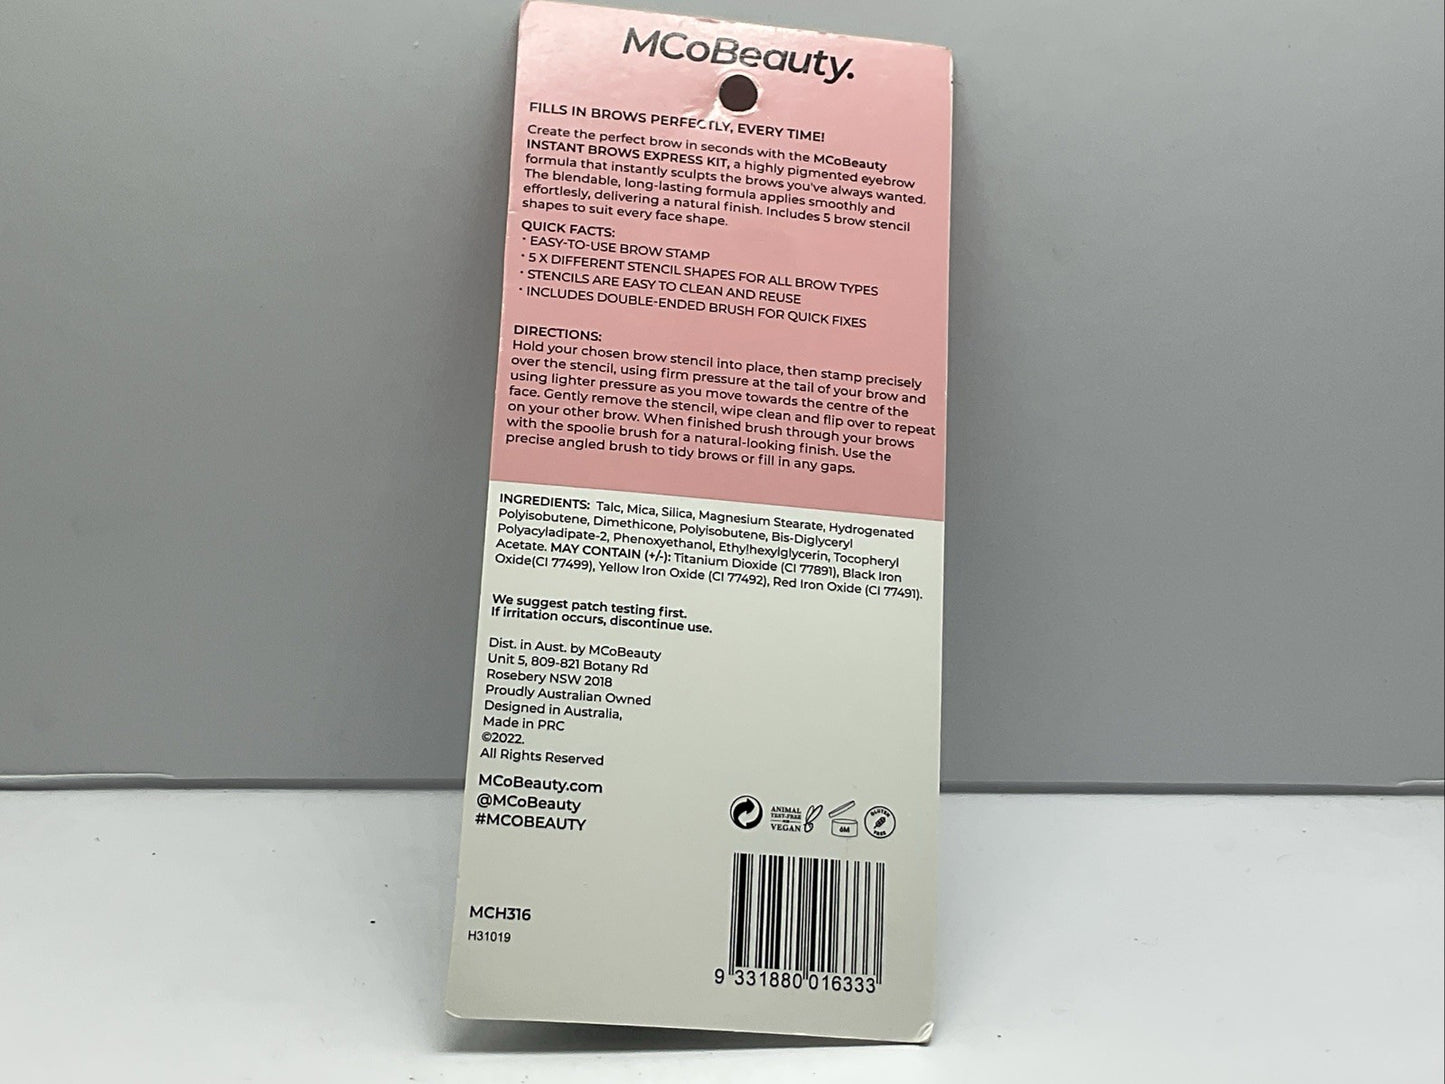 MCoBeauty.
FILLS IN BROWS PERFECTLY, EVERY TIME!
Create the perfect brow in seconds with the MCoBeauty
INSTANT BROWS EXPRESS KIT, a highly pigmented eyebrow
formula that instantly sculpts the brows you've always wanted.
The blendable, long-lasting formula applies smoothly and
effortlesly, delivering a natural finish. Includes 5 brow stencil
shapes to suit every face shape.
QUICK FACTS:
· EASY-TO-USE BROW STAMP
· 5 X DIFFERENT STENCIL SHAPES FOR ALL BROW TYPES
· STENCILS ARE EASY TO CLEAN AND REUSE
· INCLUDES DOUBLE-ENDED BRUSH FOR QUICK FIXES
DIRECTIONS:
Hold your chosen brow stencil into place, then stamp precisely
over the stencil, using firm pressure at the tail of your brow and
using lighter pressure as you move towards the centre of the
face. Gently remove the stencil, wipe clean and flip over to repeat
on your other brow. When finished brush through your brows
with the spoolie brush for a natural-looking finish. Use the
precise angled brush to tidy brows or fill in any gaps.
INGREDIENTS: Talc, Mica, Silica, Magnesium Stearate, Hydrogenated
Polyisobutene, Dimethicone, Polyisobutene, Bis-Diglyceryl
Polyacyladipate-2, Phenoxyethanol, Ethylhexylglycerin, Tocopheryl
Acetate. MAY CONTAIN (+/-): Titanium Dioxide (CI 77891), Black Iron
Oxide(CI 77499), Yellow Iron Oxide (CI 77492), Red Iron Oxide (CI 77491).
We suggest patch testing first.
If irritation occurs, discontinue use.
Dist. in Aust. by MCoBeauty
Unit 5, 809-821 Botany Rd
Rosebery NSW 2018
Proudly Australian Owned
Designed in Australia,
Made in PRC
©2022.
All Rights Reserved
MCoBeauty.com
@MCoBeauty
#MCOBEAUTY
ANIMAL
TEST-FREE
VEGAN
6M
GLUTEN
FREE
MCH316
H31019
9 331880 016333